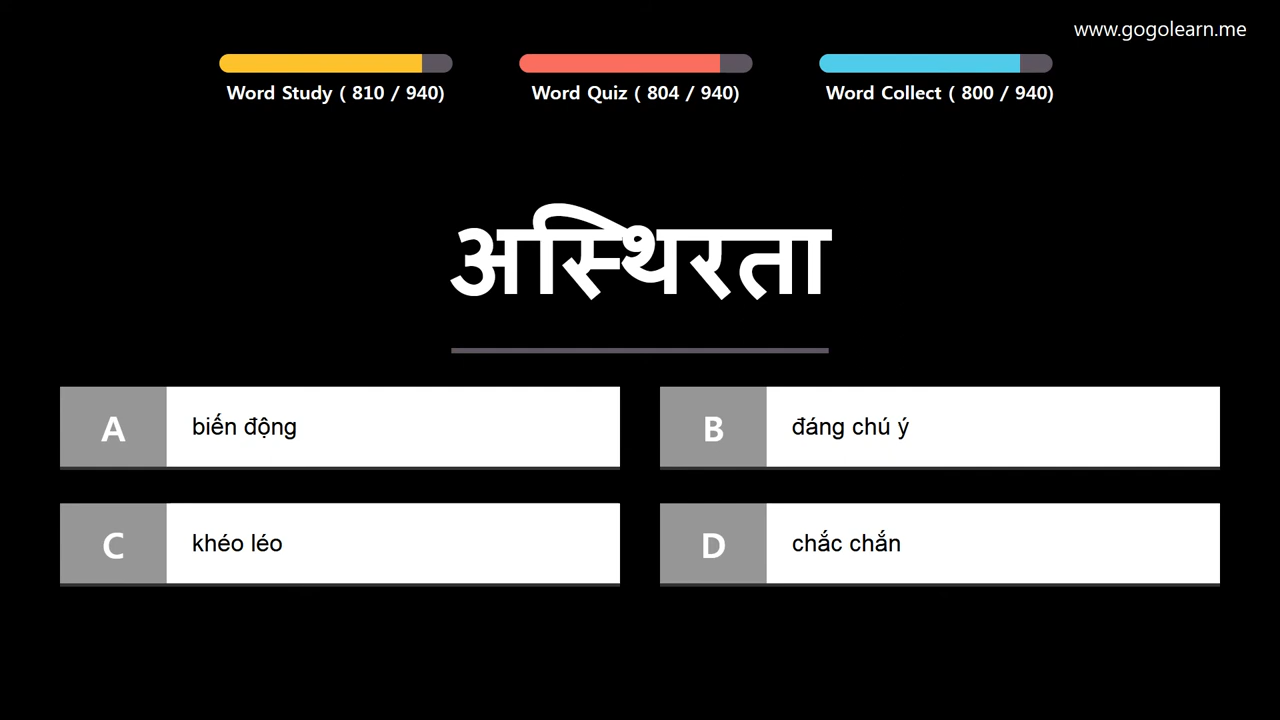 www.gogolearn.me
Word Study ( 810 / 940)
Word Quiz ( 804 / 940)
Word Collect ( 800 / 940)
अस्थिरता
A biến động
B đáng chú ý
C khéo léo
D chắc chắn